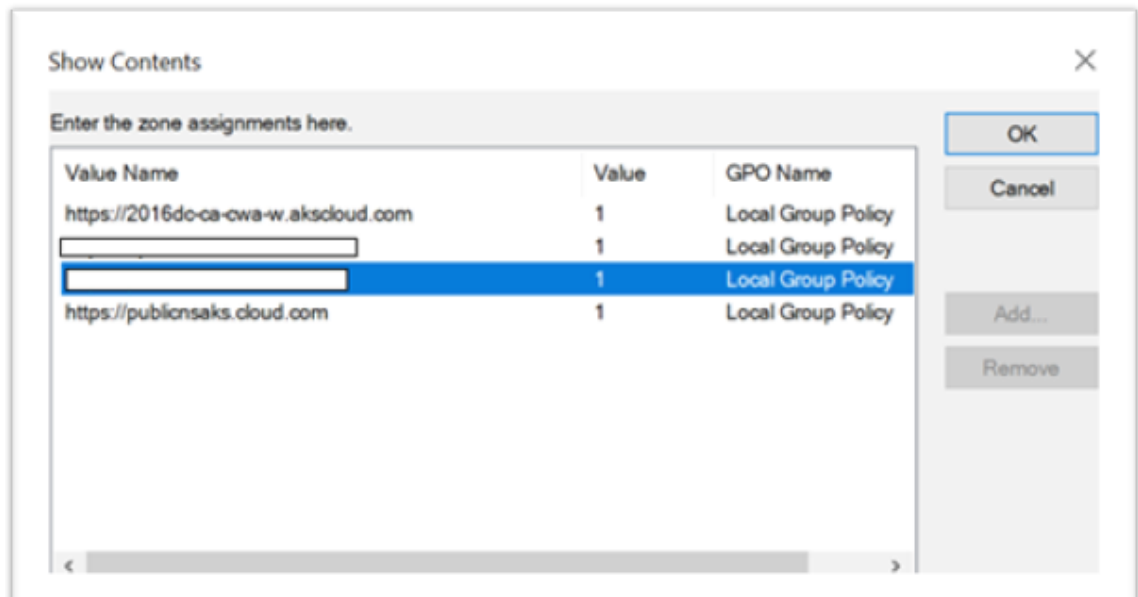 Show Contents
Enter the zone assignments here.
OK
Value Name Value GPO Name
Cancel
https://2016dc-ca-cwa-w.akscloud.com 1 Local Group Policy
1 Local Group Policy
1 Local Group Policy
https://publicnsaks.cloud.com 1 Local Group Policy
Add...
Remove